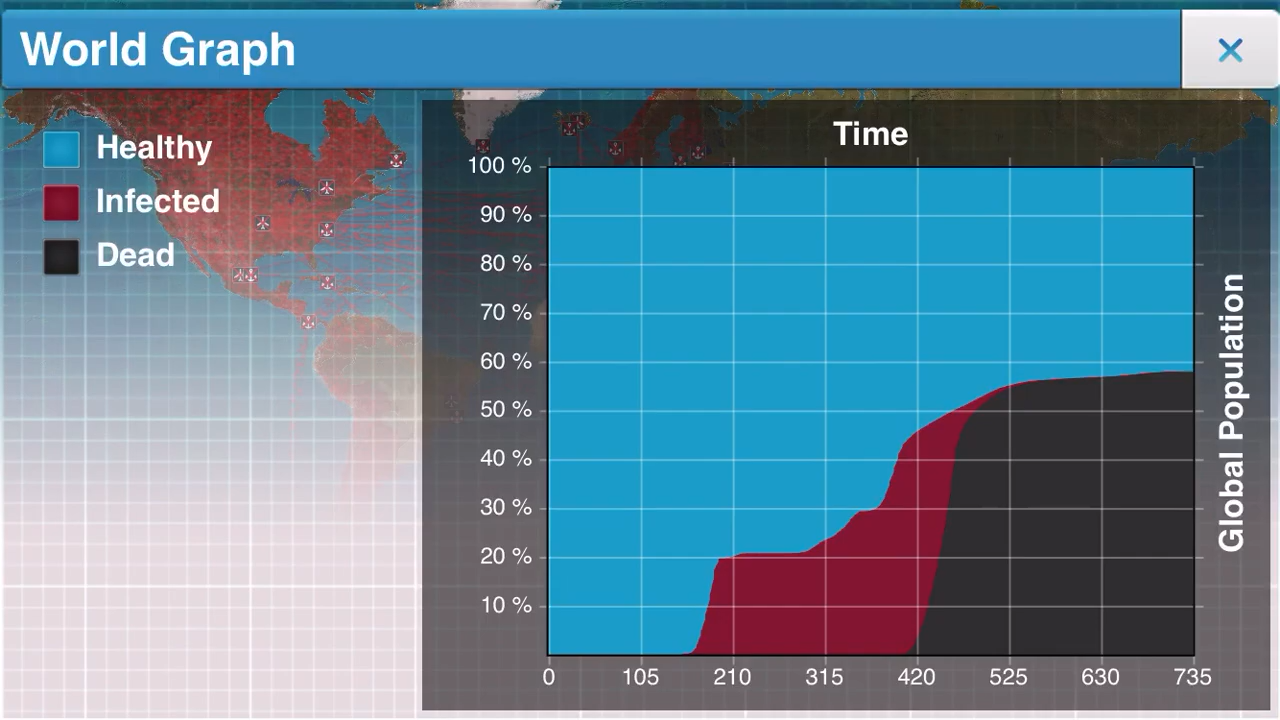 World Graph
Healthy
Infected
Dead
Time
100 %
90 %
80 %
70 %
60 %
50 %
40 %
30 %
20 %
10 %
0 105 210 315 420 525 630 735
Global Population